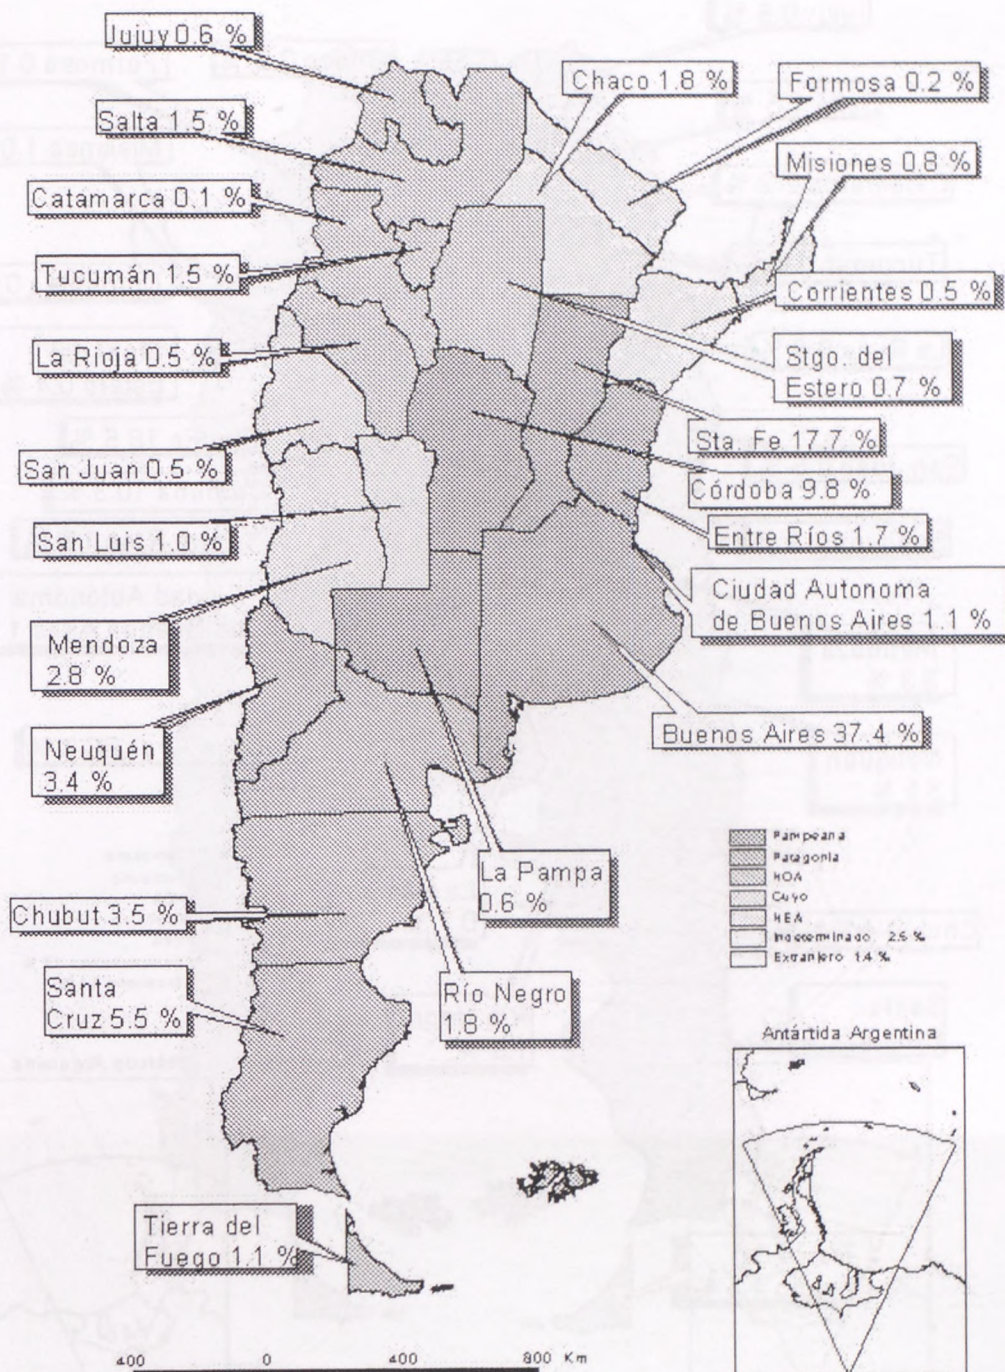 Jujuy 0.6 %
Chaco 1.8 %
Formosa 0.2 %
Salta 1.5 %
Misiones 0.8 %
Catamarca 0.1 %
Tucumán 1.5 %
Corrientes 0.5 %
La Rioja 0.5 %
Stgo. del
Estero 0.7 %
Sta. Fe 17.7 %
San Juan 0.5 %
Córdoba 9.8 %
San Luis 1.0 %
Entre Ríos 1.7 %
Ciudad Autonoma
de Buenos Aires 1.1 %
Mendoza
2.8 %
Buenos Aires 37.4 %
Neuquén
3.4 %
Pampeana
Patagonia
NOA
Cuyo
NEA
Indeterminado: 2.6 %
Extranjero 1.4 %
La Pampa
0.6 %
Chubut 3.5 %
Santa
Cruz 5.5 %
Río Negro
1.8 %
Antártida Argentina
Tierra del
Fuego 1.1 %
400 0 400 800 Km